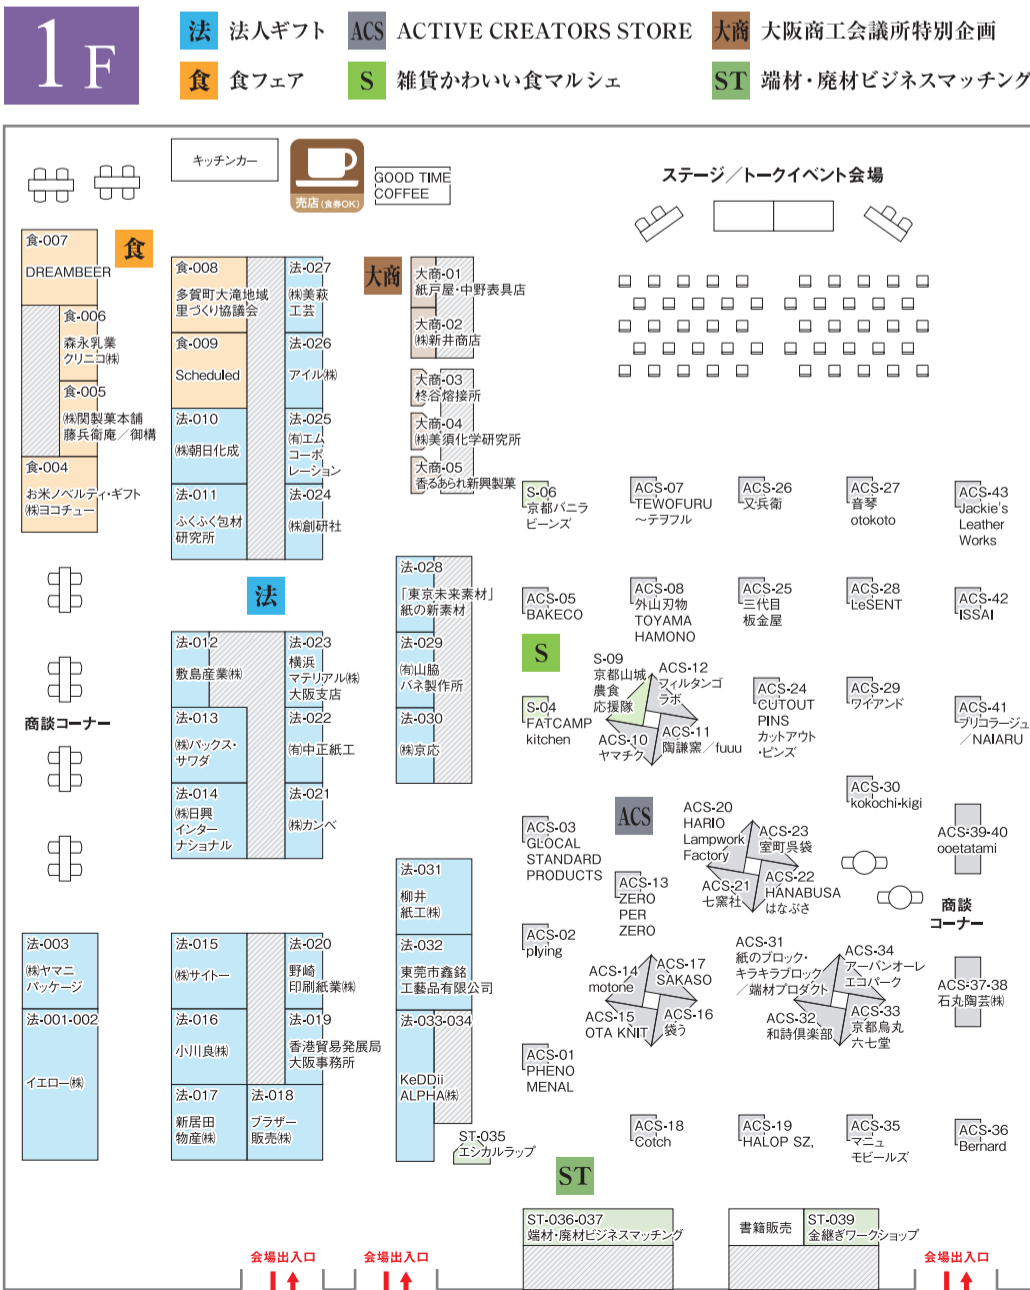 1F
法 法人ギフト
ACS ACTIVE CREATORS STORE
大商 大阪商工会議所特別企画
食 食フェア
S 雑貨かわいい食マルシェ
ST 端材・廃材ビジネスマッチング
キッチンカー
売店(食券OK)
GOOD TIME
COFFEE
ステージ/トークイベント会場
食-007
DREAMBEER
食
食-006
森永乳業
クリニコ㈱
食-005
㈱関製菓本舗
藤兵衛庵/御構
食-004
お米ノベルティ・ギフト
㈱ヨコチュー
食-008
多賀町大滝地域
里づくり協議会
食-009
Scheduled
法-010
㈱朝日化成
法-011
ふくふく包材
研究所
法-027
㈱美萩
工芸
法-026
アイル㈱
法-025
㈲エム
コーポ
レーション
法-024
㈱創研社
大商
大商-01
紙戸屋・中野表具店
大商-02
㈱新井商店
大商-03
柊谷熔接所
大商-04
㈱美須化学研究所
大商-05
香るあられ新興製菓
S-06
京都バニラ
ビーンズ
ACS-07
TEWOFURU
～テヲフル
ACS-26
又兵衛
ACS-27
音琴
otokoto
ACS-43
Jackie's
Leather
Works
法
法-028
「東京未来素材」
紙の新素材
法-029
㈲山脇
バネ製作所
法-030
㈱京応
ACS-05
BAKECO
ACS-08
外山刃物
TOYAMA
HAMONO
ACS-25
三代目
板金屋
ACS-28
LeSENT
ACS-42
ISSAI
S
法-012
敷島産業㈱
法-013
㈱パックス・
サワダ
法-014
㈱日興
インター
ナショナル
法-023
横浜
マテリアル㈱
大阪支店
法-022
㈲中正紙工
法-021
㈱カンベ
商談コーナー
S-04
FATCAMP
kitchen
S-09
京都山城
農食
応援隊
ACS-12
フィルタンゴ
ラボ
ACS-10
ヤマチク
ACS-11
陶謙窯/fuuu
ACS-24
CUTOUT
PINS
カットアウト
・ピンズ
ACS-29
ワイアンド
ACS-41
ブリコラージュ
/NAIARU
ACS-30
kokochi-kigi
ACS
ACS-03
GLOCAL
STANDARD
PRODUCTS
ACS-20
HARIO
Lampwork
Factory
ACS-23
室町呉袋
ACS-21
七窯社
ACS-22
HANABUSA
はなぶさ
ACS-39-40
ooetatami
法-031
柳井
紙工㈱
法-032
東莞市鑫銘
工藝品有限公司
法-033-034
KeDDii
ALPHA㈱
ACS-13
ZERO
PER
ZERO
商談
コーナー
法-003
㈱ヤマニ
パッケージ
法-001-002
イエロー㈱
法-015
㈱サイトー
法-016
小川良㈱
法-017
新居田
物産㈱
法-018
ブラザー
販売㈱
法-020
野崎
印刷紙業㈱
法-019
香港貿易発展局
大阪事務所
ACS-02
plying
ACS-14
motone
ACS-17
SAKASO
ACS-15
OTA KNIT
ACS-16
袋う
ACS-31
紙のブロック・
キラキラブロック
/端材プロダクト
ACS-34
アーバンオーレ
エコパーク
ACS-32
和詩倶楽部
ACS-33
京都烏丸
六七堂
ACS-37-38
石丸陶芸㈱
ACS-01
PHENO
MENAL
ST-035
エシカルラップ
ACS-18
Cotch
ACS-19
HALOP SZ,
ACS-35
マニュ
モビールズ
ACS-36
Bernard
ST
ST-036-037
端材・廃材ビジネスマッチング
書籍販売
ST-039
金継ぎワークショップ
会場出入口
会場出入口
会場出入口